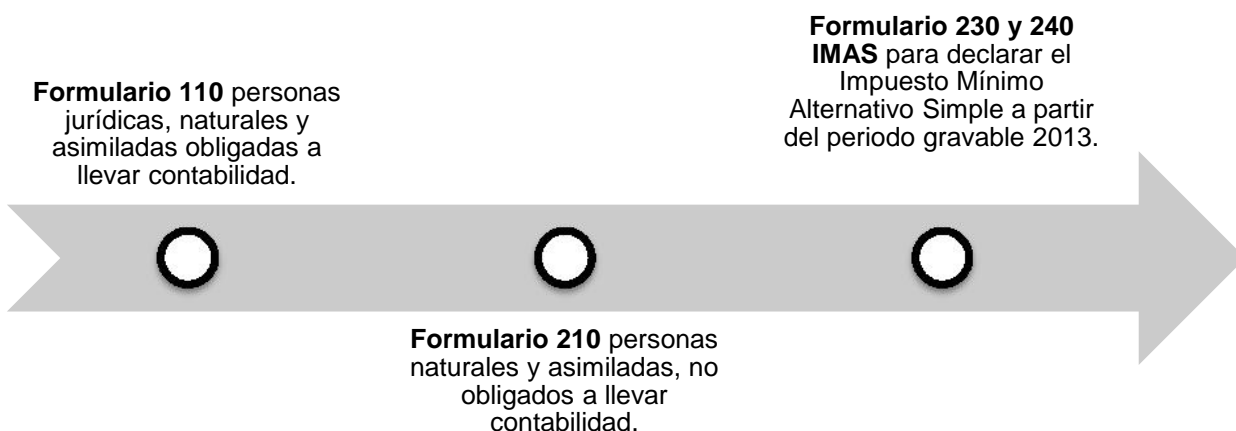 Formulario 110 personas
jurídicas, naturales y
asimiladas obligadas a
llevar contabilidad.
Formulario 210 personas
naturales y asimiladas, no
obligados a llevar
contabilidad.
Formulario 230 y 240
IMAS para declarar el
Impuesto Mínimo
Alternativo Simple a partir
del periodo gravable 2013.